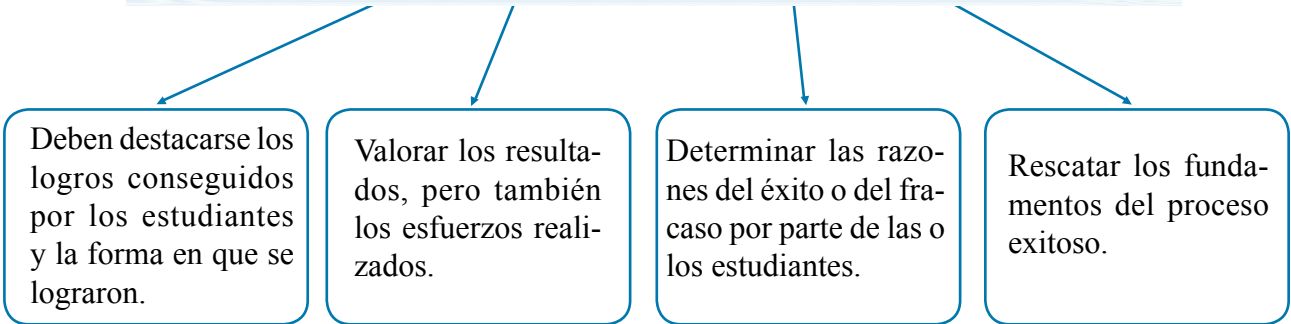 Deben destacarse los
logros conseguidos
por los estudiantes
y la forma en que se
lograron.
Valorar los resulta-
dos, pero también
los esfuerzos reali-
zados.
Determinar las razo-
nes del éxito o del fra-
caso por parte de las o
los estudiantes.
Rescatar los funda-
mentos del proceso
exitoso.